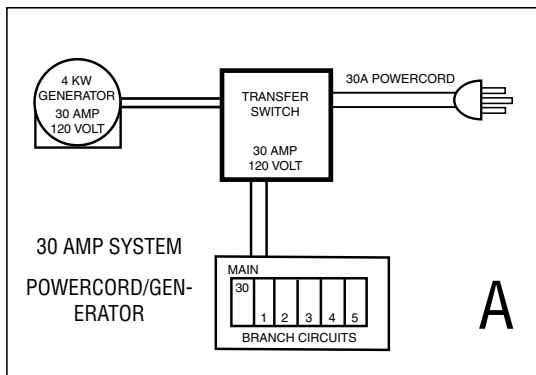 4 KW
GENERATOR
30 AMP
120 VOLT
TRANSFER
SWITCH
30 AMP
120 VOLT
30A POWERCORD
30 AMP SYSTEM
POWERCORD/GEN-
ERATOR
MAIN
30
1 2 3 4 5
BRANCH CIRCUITS
A